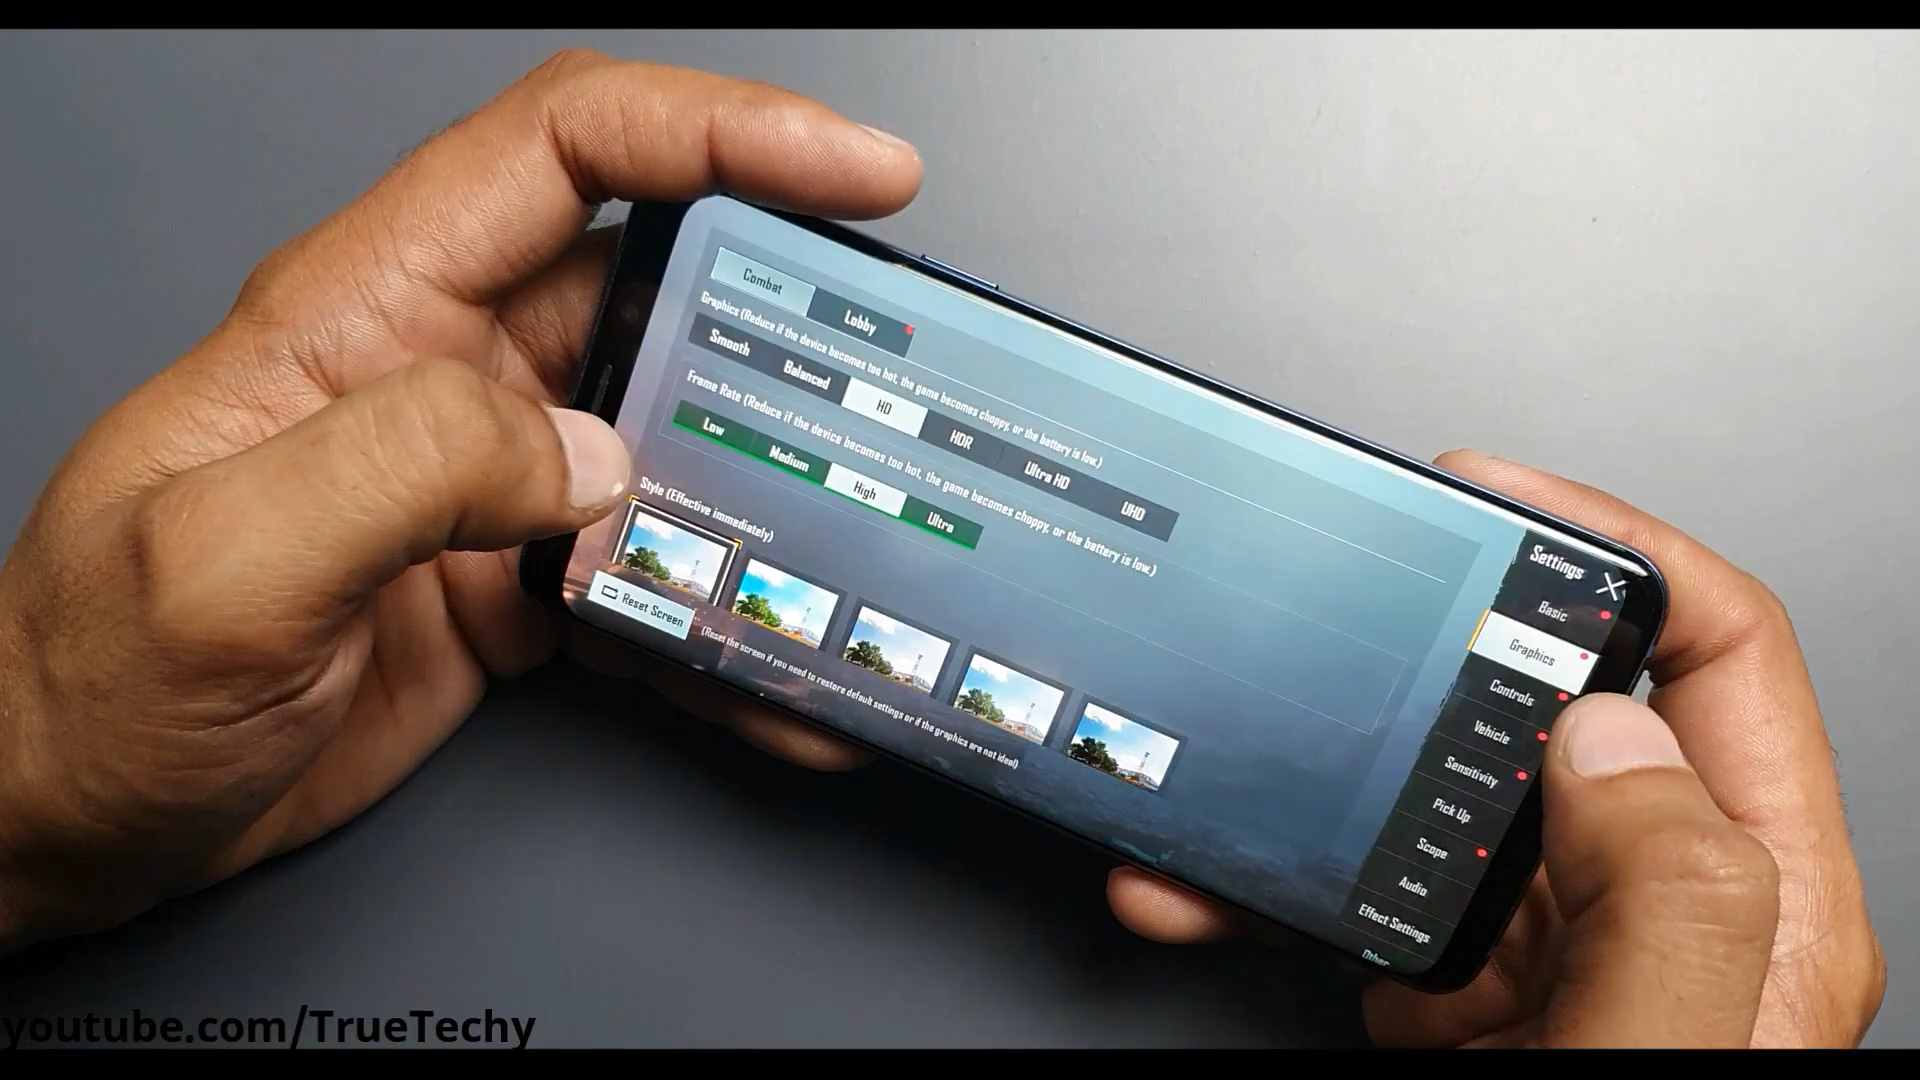 Combat
Lobby
Graphics (Reduce if the device becomes too hot, the game becomes choppy, or the battery is low.)
Smooth
Balanced
HD
HDR
Ultra HD
UHD
Frame Rate (Reduce if the device becomes too hot, the game becomes choppy, or the battery is low.)
Low
Medium
High
Ultra
Style (Effective immediately)
Reset Screen
(Reset the screen if you need to restore default settings or if the graphics are not ideal)
Settings
Basic
Graphics
Controls
Vehicle
Sensitivity
Pick Up
Scope
Audio
Effect Settings
Other
youtube.com/TrueTechy